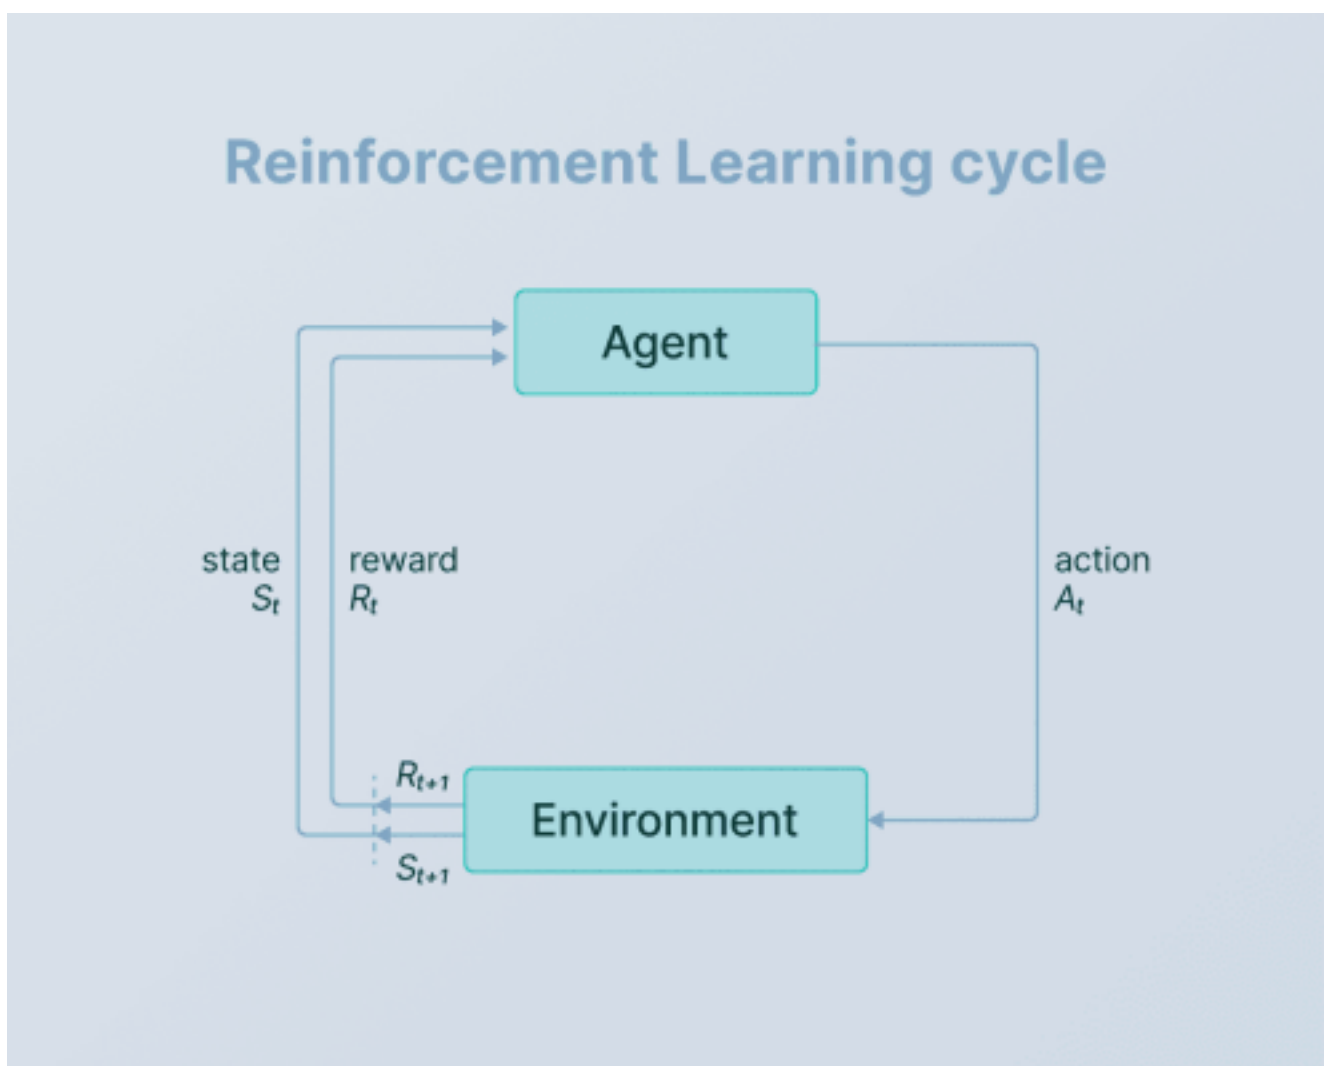 Reinforcement Learning cycle
Agent
state
Sₜ
reward
Rₜ
action
Aₜ
Rₜ₊₁
Environment
Sₜ₊₁